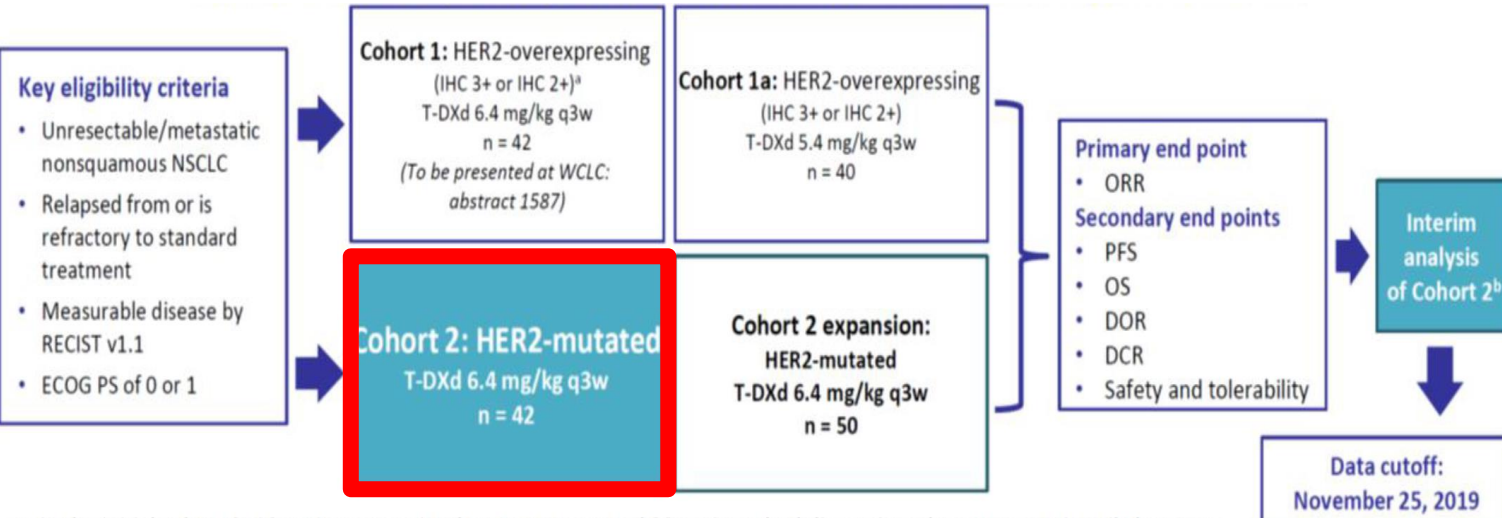 Key eligibility criteria
• Unresectable/metastatic
nonsquamous NSCLC
• Relapsed from or is
refractory to standard
treatment
• Measurable disease by
RECIST v1.1
• ECOG PS of 0 or 1
Cohort 1: HER2-overexpressing
(IHC 3+ or IHC 2+)ᵃ
T-DXd 6.4 mg/kg q3w
n = 42
(To be presented at WCLC:
abstract 1587)
Cohort 1a: HER2-overexpressing
(IHC 3+ or IHC 2+)
T-DXd 5.4 mg/kg q3w
n = 40
Cohort 2: HER2-mutated
T-DXd 6.4 mg/kg q3w
n = 42
Cohort 2 expansion:
HER2-mutated
T-DXd 6.4 mg/kg q3w
n = 50
Primary end point
• ORR
Secondary end points
• PFS
• OS
• DOR
• DCR
• Safety and tolerability
Interim
analysis
of Cohort 2ᵇ
Data cutoff:
November 25, 2019